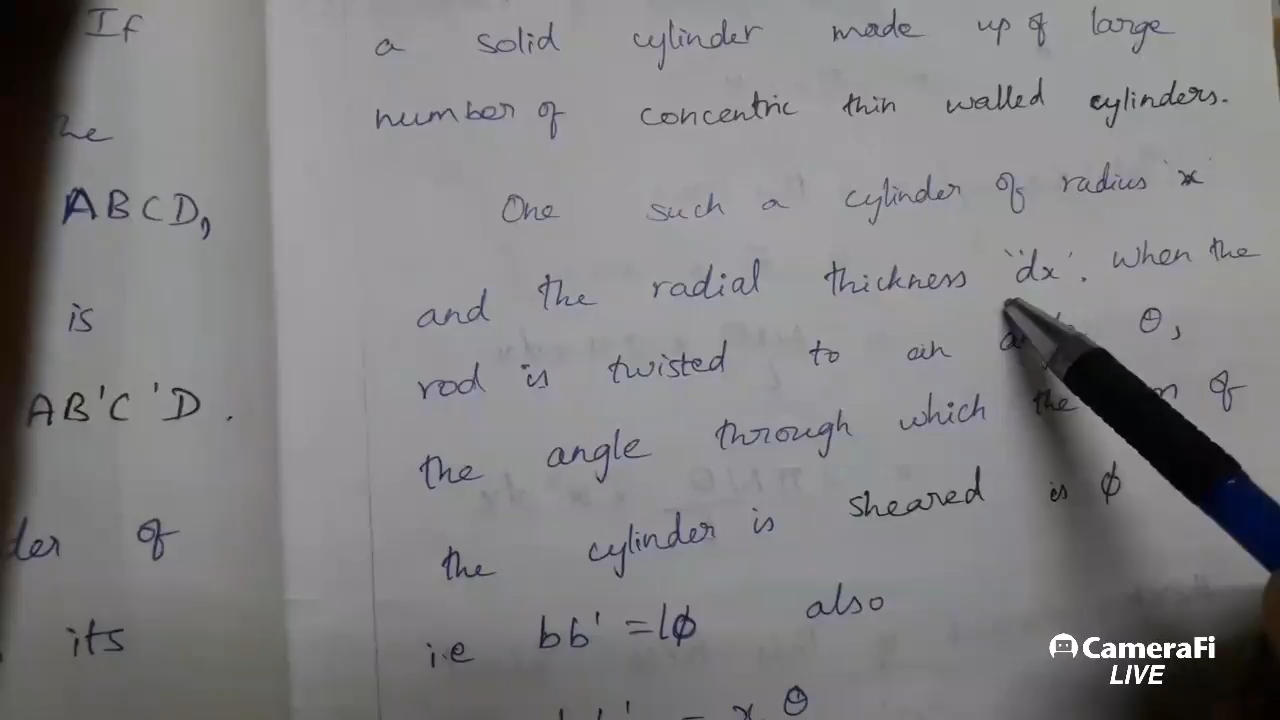 If
he
ABCD,
is
AB'C'D.
der of
its
a solid cylinder made up of large
number of concentric thin walled cylinders.
One such a cylinder of radius 'x'
and the radial thickness "dx'. When the
rod is twisted to an θ,
the angle through which the of
the cylinder is sheared is φ
i.e bb' = lφ also
= xθ
CameraFi
LIVE